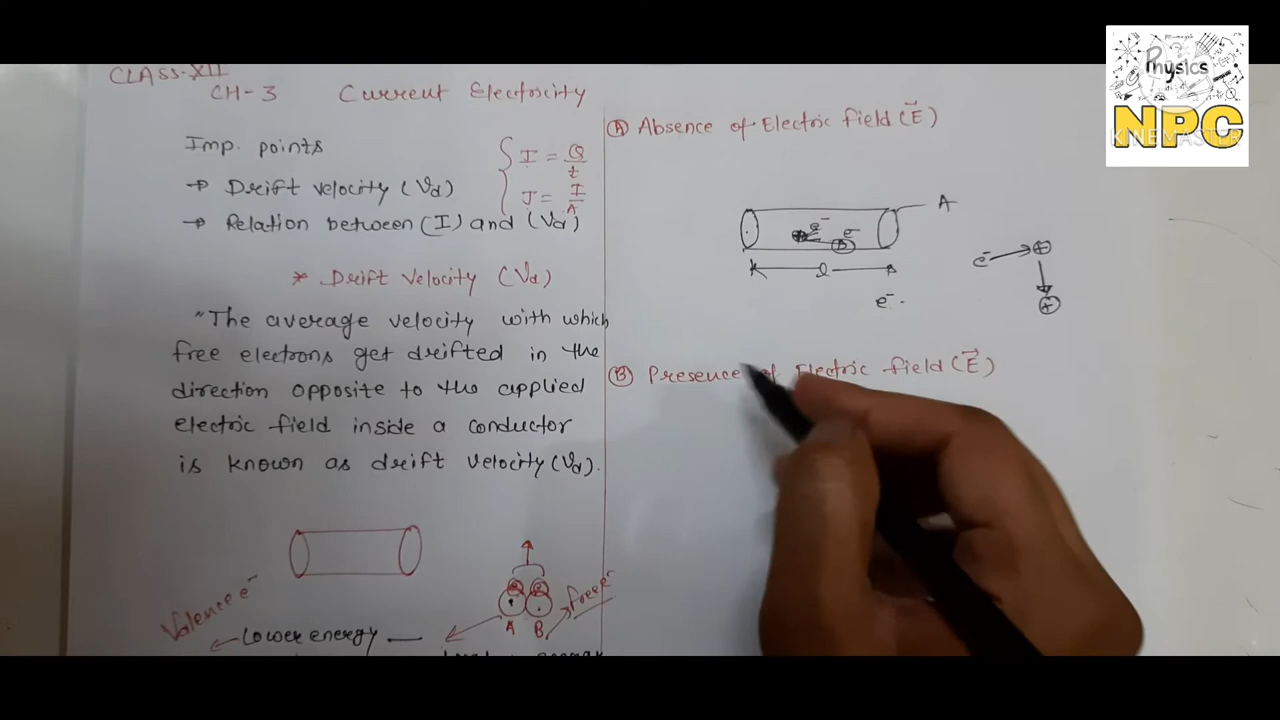 CLASS-XII
CH-3 Current Electricity
Imp. points
→ Drift velocity (Vd)
→ Relation between (I) and (Vd)
I = Q/t
J = I/A
* Drift Velocity (Vd)
"The average velocity with which
free electrons get drifted in the
direction opposite to the applied
electric field inside a conductor
is known as drift velocity (Vd).
Valence e⁻
Lower energy
A B
free e⁻
Ⓐ Absence of Electric field (E⃗)
A
e⁻ e⁻
l
e⁻
e⁻ ⊕
⊕
Ⓑ Presence of Electric field (E⃗)
Physics
NPC
KINEMASTER